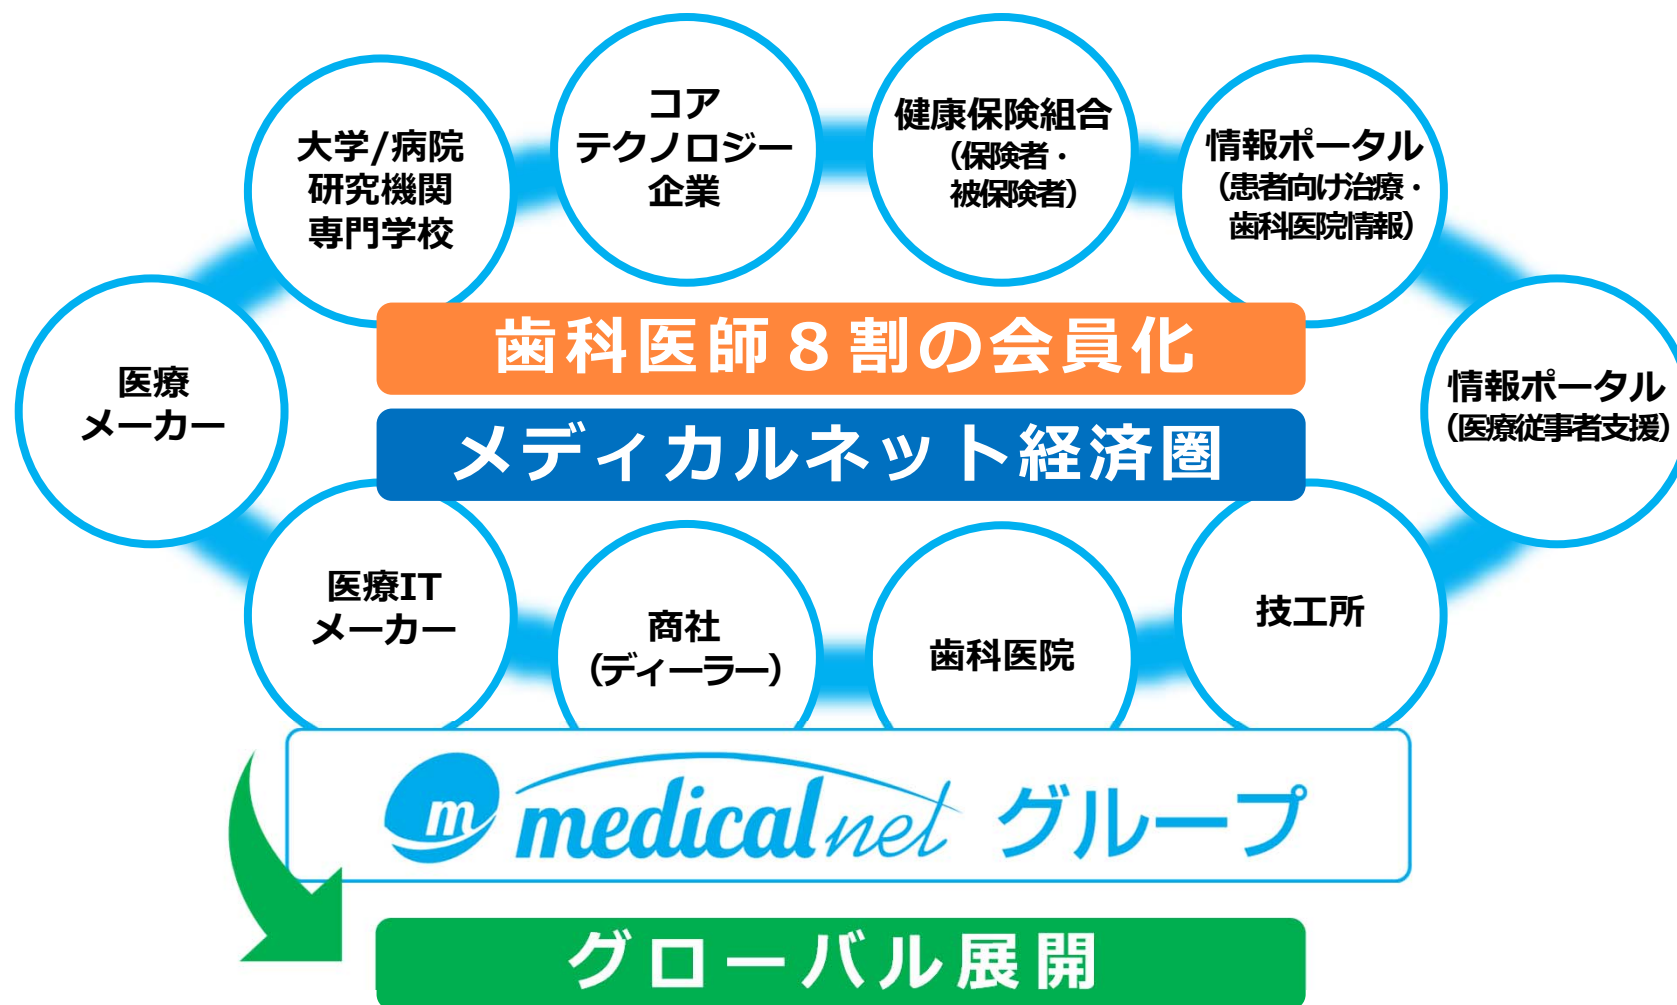 コア
テクノロジー
企業
健康保険組合
（保険者・
被保険者）
大学/病院
研究機関
専門学校
情報ポータル
（患者向け治療・
歯科医院情報）
歯科医師８割の会員化
医療
メーカー
情報ポータル
（医療従事者支援）
メディカルネット経済圏
医療IT
メーカー
商社
（ディーラー）
歯科医院
技工所
m medicalnet グループ
グローバル展開